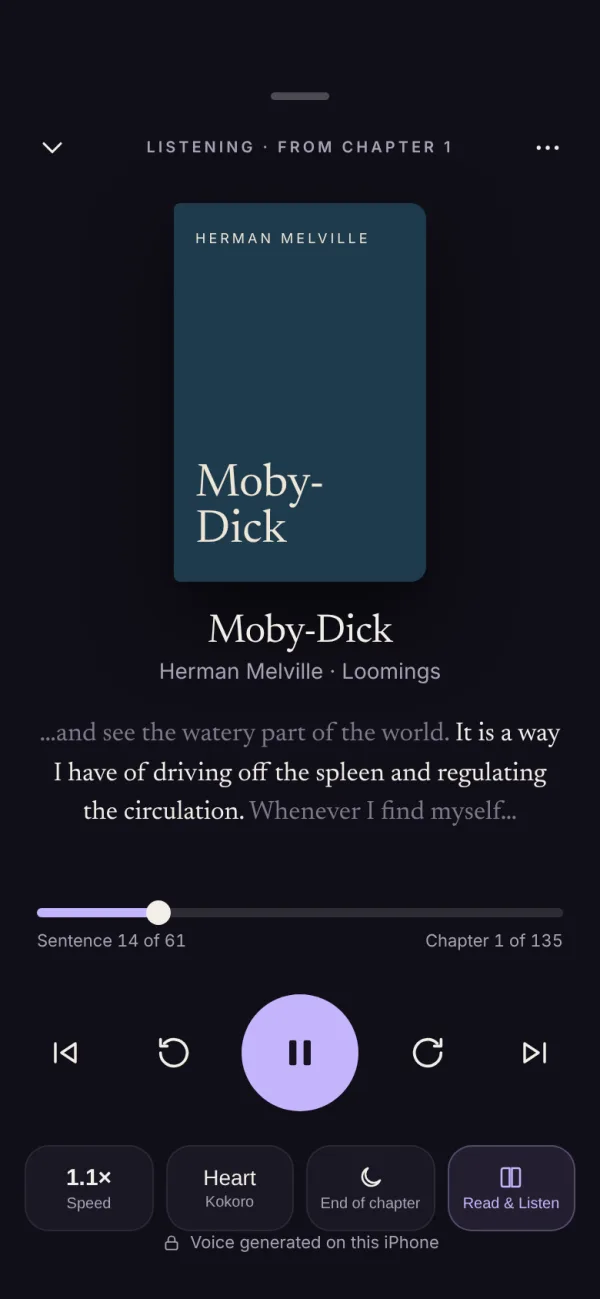 LISTENING · FROM CHAPTER 1
HERMAN MELVILLE
Moby-
Dick
Moby-Dick
Herman Melville · Loomings
...and see the watery part of the world. It is a way
I have of driving off the spleen and regulating
the circulation. Whenever I find myself...
Sentence 14 of 61
Chapter 1 of 135
1.1×
Speed
Heart
Kokoro
End of chapter
Read & Listen
Voice generated on this iPhone